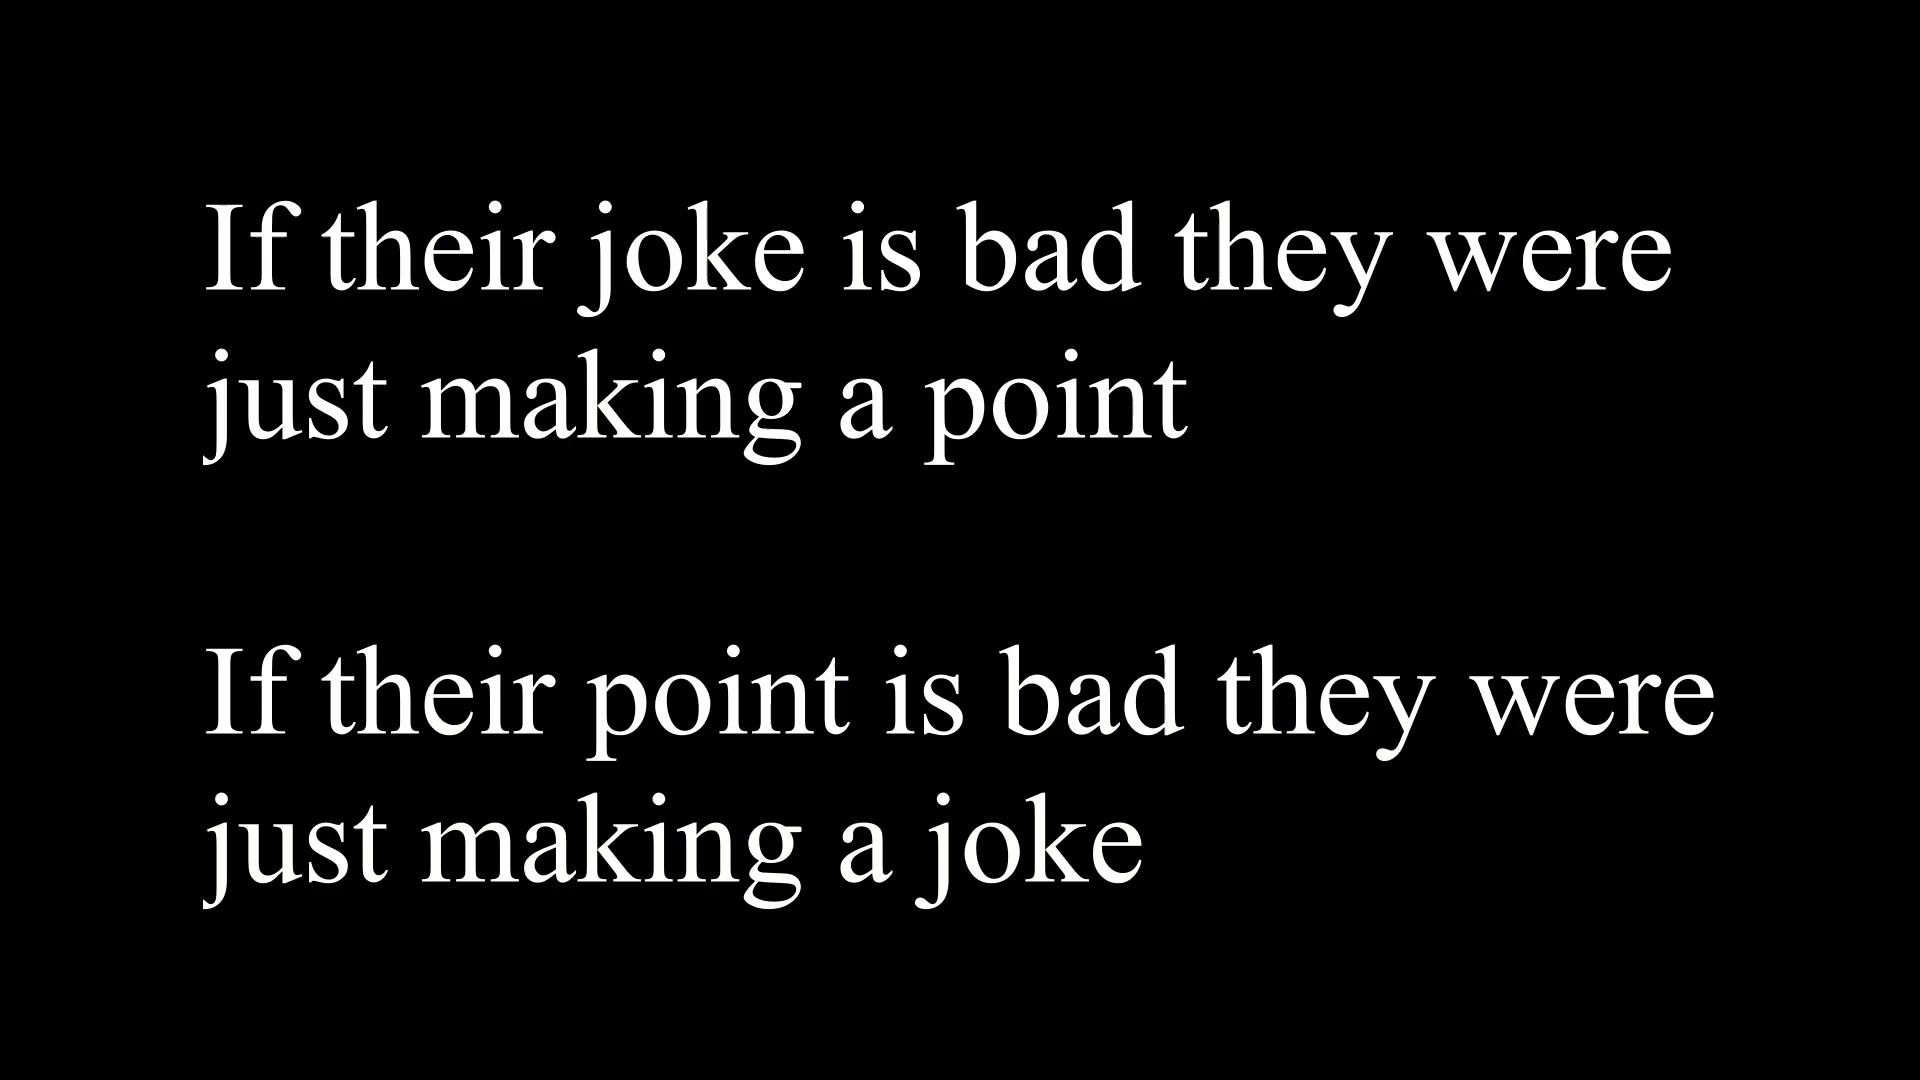 If their joke is bad they were
just making a point
If their point is bad they were
just making a joke